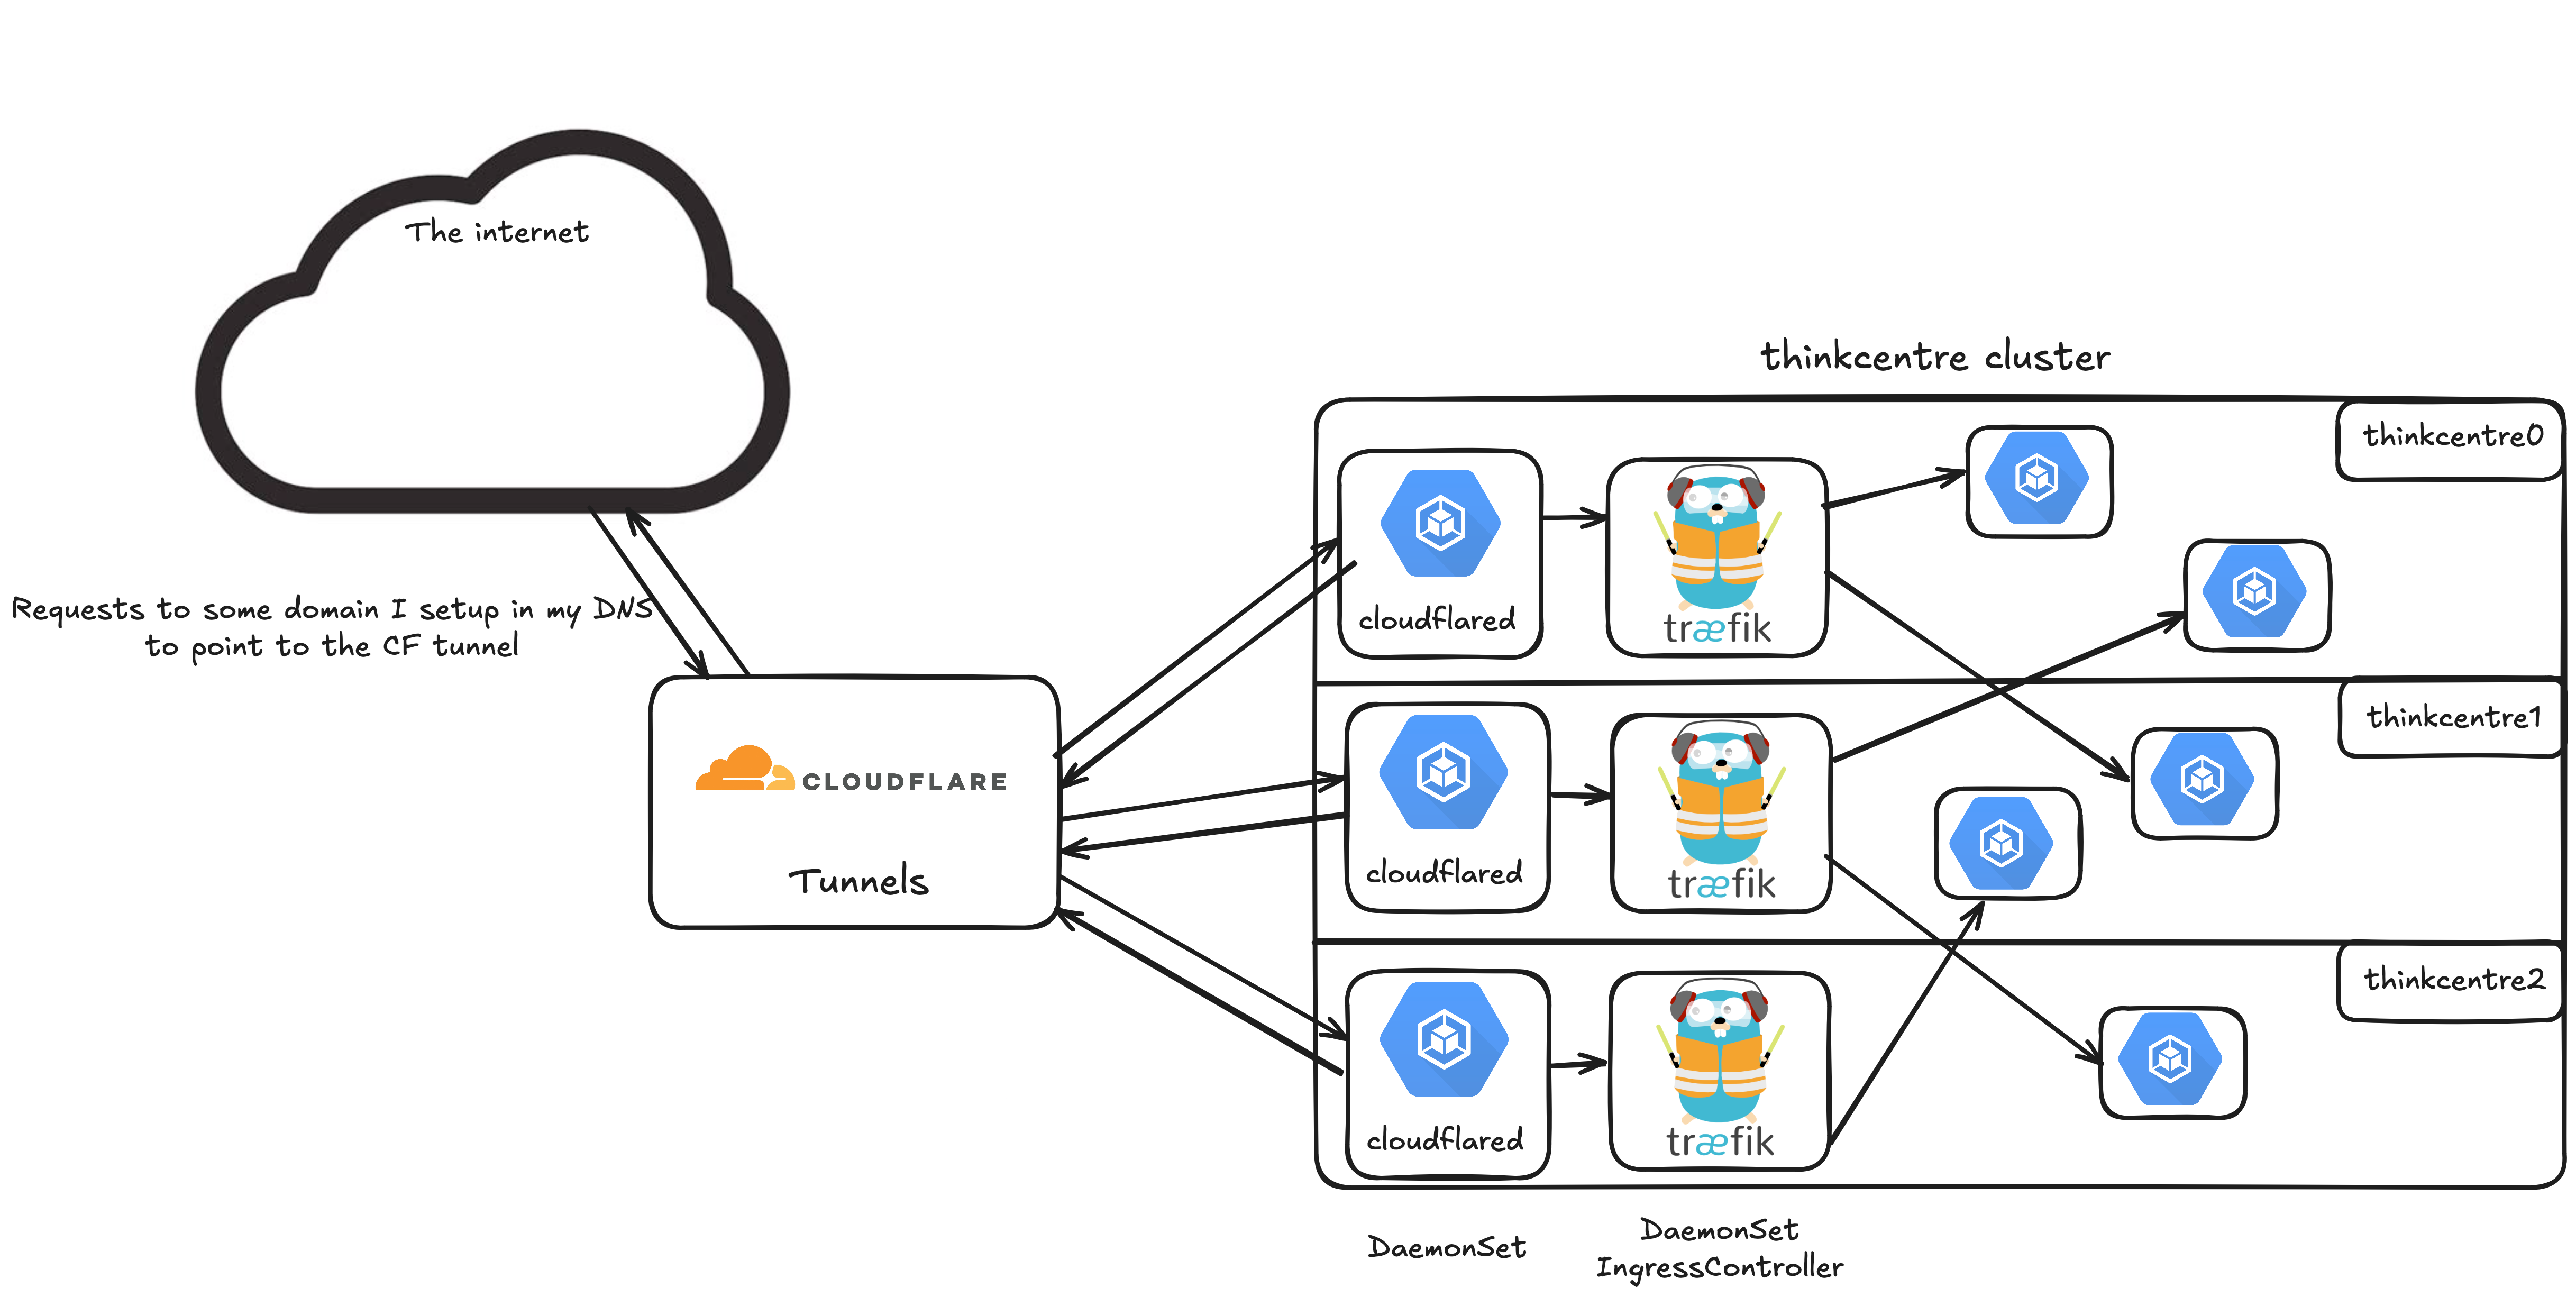 The internet
Requests to some domain I setup in my DNS
to point to the CF tunnel
CLOUDFLARE
Tunnels
thinkcentre cluster
thinkcentre0
cloudflared
træfik
thinkcentre1
cloudflared
træfik
thinkcentre2
cloudflared
træfik
DaemonSet
DaemonSet
IngressController